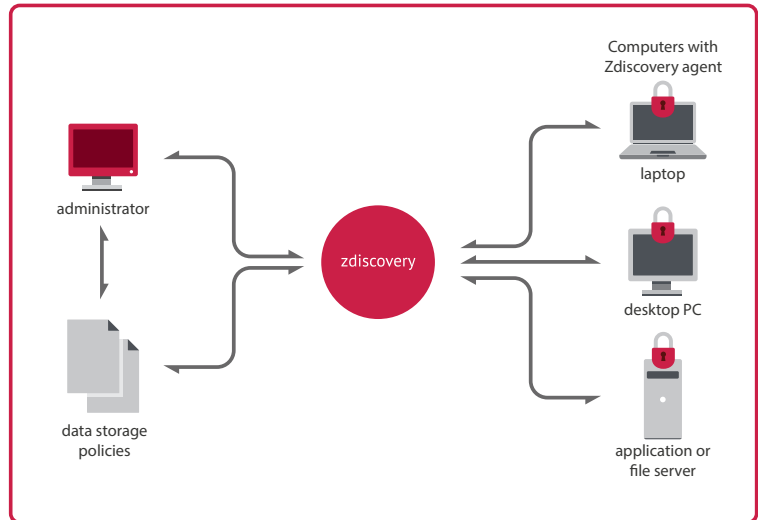 Computers with
Zdiscovery agent
laptop
administrator
zdiscovery
desktop PC
data storage
policies
application or
file server